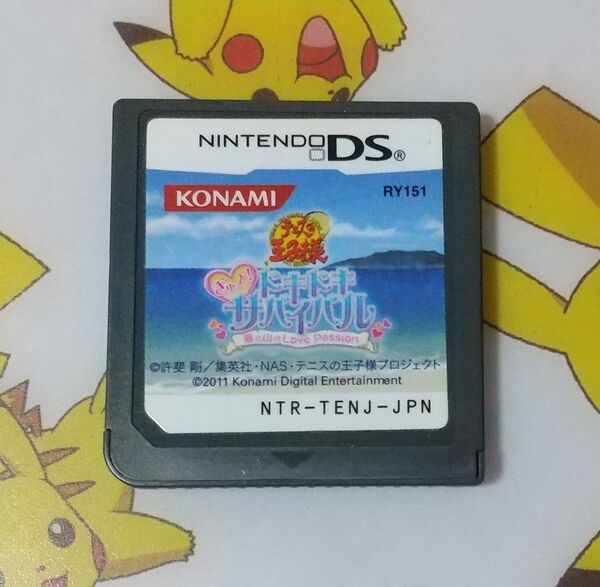 NINTENDO DS®
KONAMI
RY151
テニスの
王子様
ぎゅっと!
ドキドキ
サバイバル
海と山のLove Passion
©許斐 剛／集英社・NAS・テニスの王子様プロジェクト
©2011 Konami Digital Entertainment
NTR-TENJ-JPN